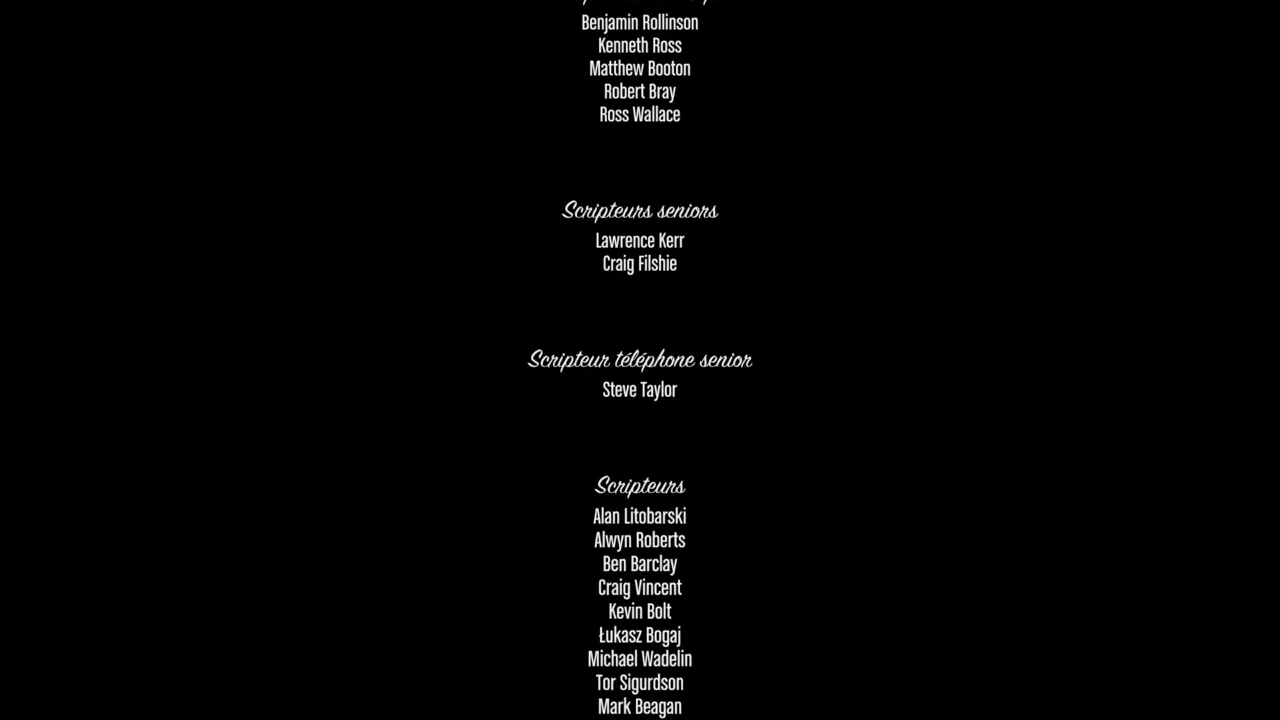 Benjamin Rollinson
Kenneth Ross
Matthew Booton
Robert Bray
Ross Wallace
Scripteurs seniors
Lawrence Kerr
Craig Filshie
Scripteur téléphone senior
Steve Taylor
Scripteurs
Alan Litobarski
Alwyn Roberts
Ben Barclay
Craig Vincent
Kevin Bolt
Łukasz Bogaj
Michael Wadelin
Tor Sigurdson
Mark Beagan